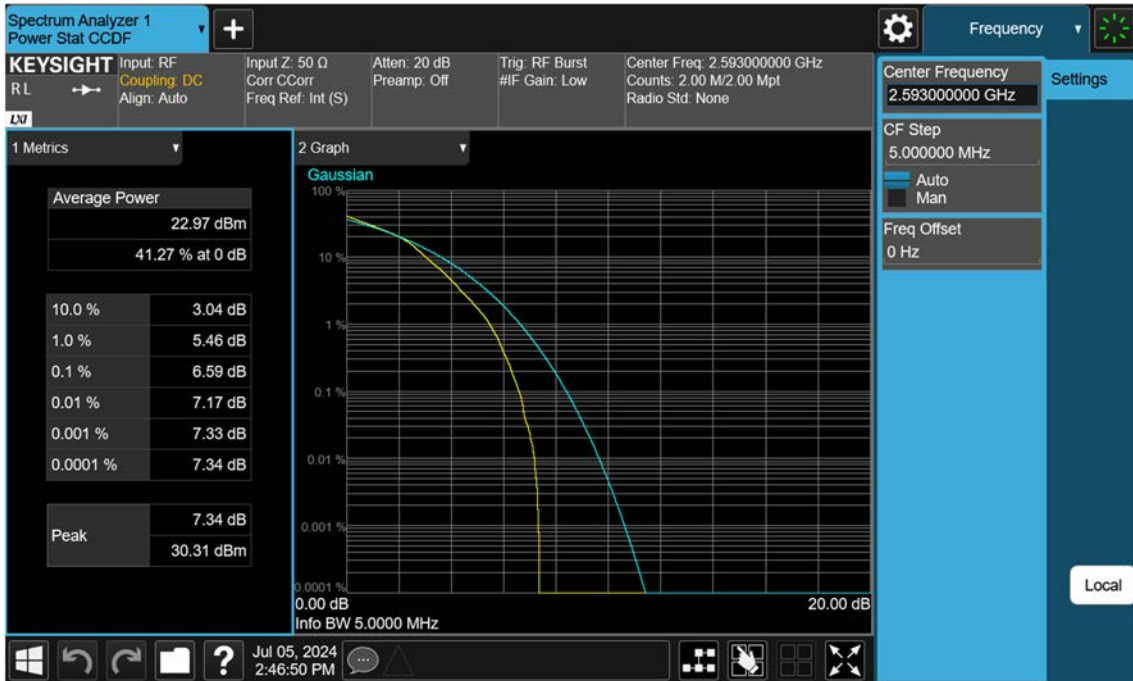 Spectrum Analyzer 1
Power Stat CCDF
+
Frequency
KEYSIGHT
R L
LXI
Input: RF
Coupling: DC
Align: Auto
Input Z: 50 Ω
Corr CCorr
Freq Ref: Int (S)
Atten: 20 dB
Preamp: Off
Trig: RF Burst
#IF Gain: Low
Center Freq: 2.593000000 GHz
Counts: 2.00 M/2.00 Mpt
Radio Std: None
Center Frequency
2.593000000 GHz
Settings
CF Step
5.000000 MHz
Auto
Man
Freq Offset
0 Hz
Local
1 Metrics
Average Power
22.97 dBm
41.27 % at 0 dB
10.0 % 3.04 dB
1.0 % 5.46 dB
0.1 % 6.59 dB
0.01 % 7.17 dB
0.001 % 7.33 dB
0.0001 % 7.34 dB
Peak
7.34 dB
30.31 dBm
2 Graph
Gaussian
100 %
10 %
1 %
0.1 %
0.01 %
0.001 %
0.0001 %
0.00 dB 20.00 dB
Info BW 5.0000 MHz
?
Jul 05, 2024
2:46:50 PM